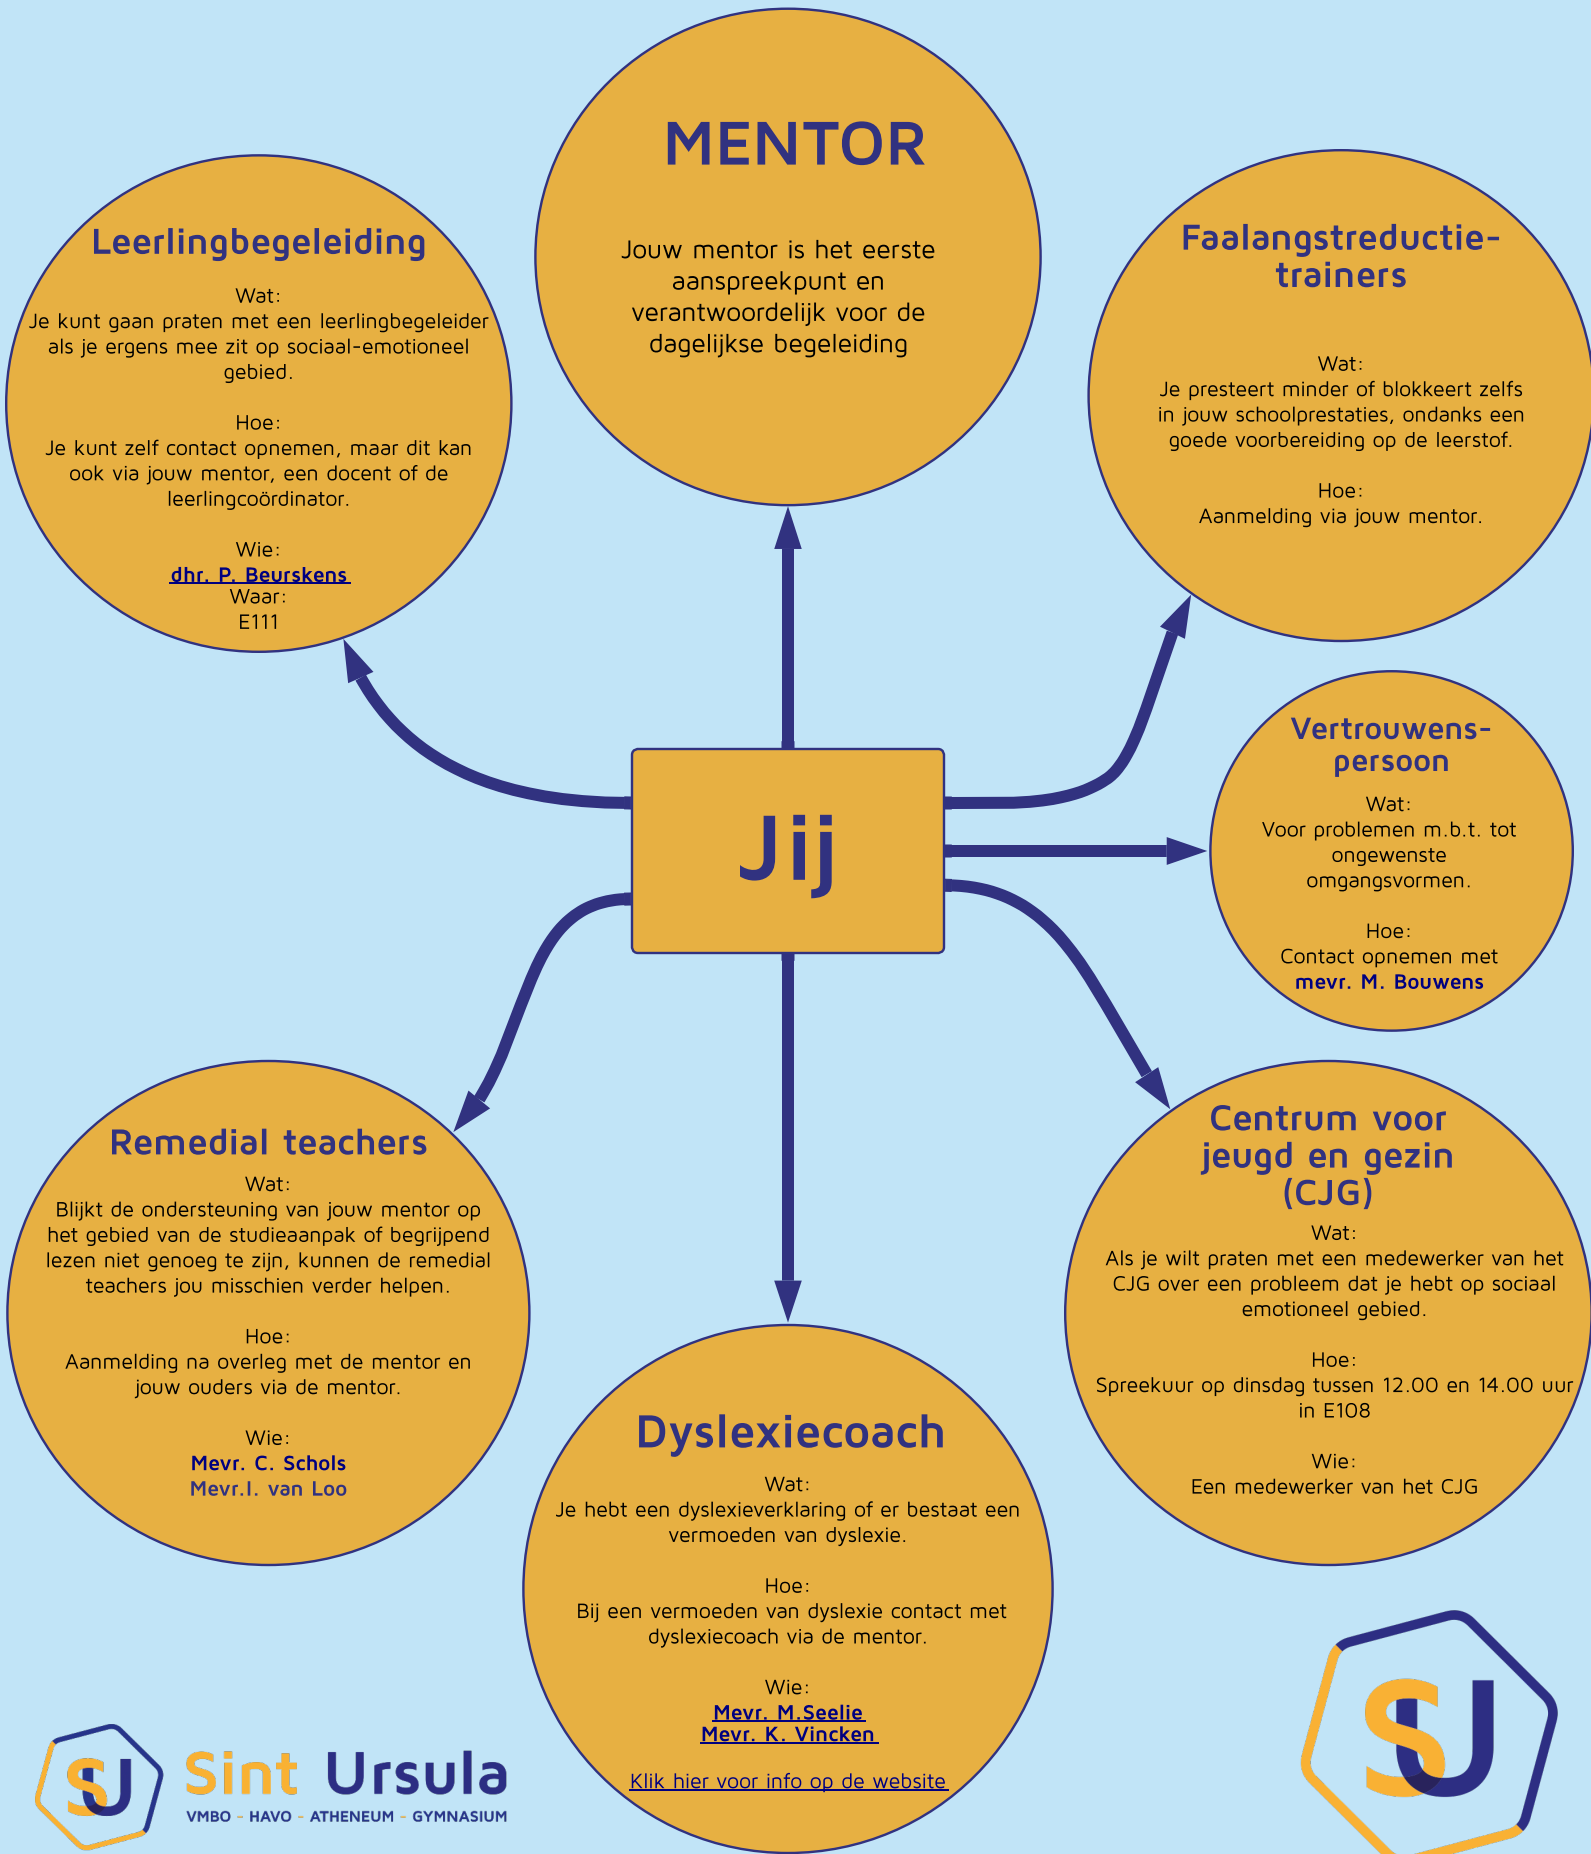 MENTOR
Jouw mentor is het eerste
aanspreekpunt en
verantwoordelijk voor de
dagelijkse begeleiding
Leerlingbegeleiding
Wat:
Je kunt gaan praten met een leerlingbegeleider
als je ergens mee zit op sociaal-emotioneel
gebied.
Hoe:
Je kunt zelf contact opnemen, maar dit kan
ook via jouw mentor, een docent of de
leerlingcoördinator.
Wie:
dhr. P. Beurskens
Waar:
E111
Faalangstreductie-
trainers
Wat:
Je presteert minder of blokkeert zelfs
in jouw schoolprestaties, ondanks een
goede voorbereiding op de leerstof.
Hoe:
Aanmelding via jouw mentor.
Jij
Vertrouwens-
persoon
Wat:
Voor problemen m.b.t. tot
ongewenste
omgangsvormen.
Hoe:
Contact opnemen met
mevr. M. Bouwens
Remedial teachers
Wat:
Blijkt de ondersteuning van jouw mentor op
het gebied van de studieaanpak of begrijpend
lezen niet genoeg te zijn, kunnen de remedial
teachers jou misschien verder helpen.
Hoe:
Aanmelding na overleg met de mentor en
jouw ouders via de mentor.
Wie:
Mevr. C. Schols
Mevr.I. van Loo
Centrum voor
jeugd en gezin
(CJG)
Wat:
Als je wilt praten met een medewerker van het
CJG over een probleem dat je hebt op sociaal
emotioneel gebied.
Hoe:
Spreekuur op dinsdag tussen 12.00 en 14.00 uur
in E108
Wie:
Een medewerker van het CJG
Dyslexiecoach
Wat:
Je hebt een dyslexieverklaring of er bestaat een
vermoeden van dyslexie.
Hoe:
Bij een vermoeden van dyslexie contact met
dyslexiecoach via de mentor.
Wie:
Mevr. M.Seelie
Mevr. K. Vincken
Klik hier voor info op de website
SU
Sint Ursula
VMBO - HAVO - ATHENEUM - GYMNASIUM
SU